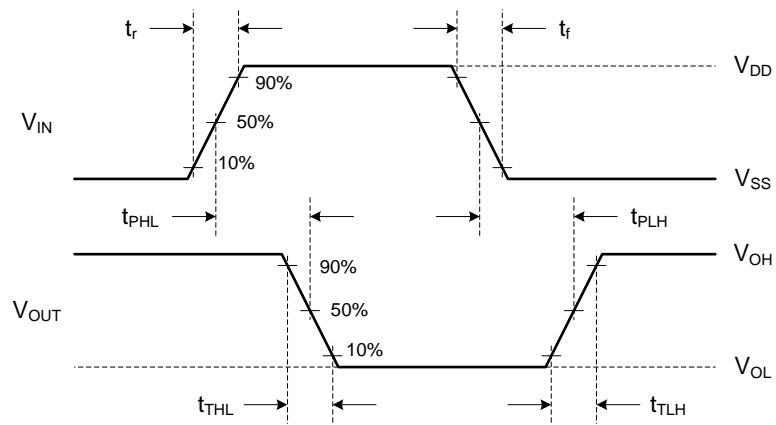 tr
tf
VDD
90%
VIN
50%
10%
VSS
tPHL
tPLH
VOH
90%
VOUT
50%
10%
VOL
tTHL
tTLH